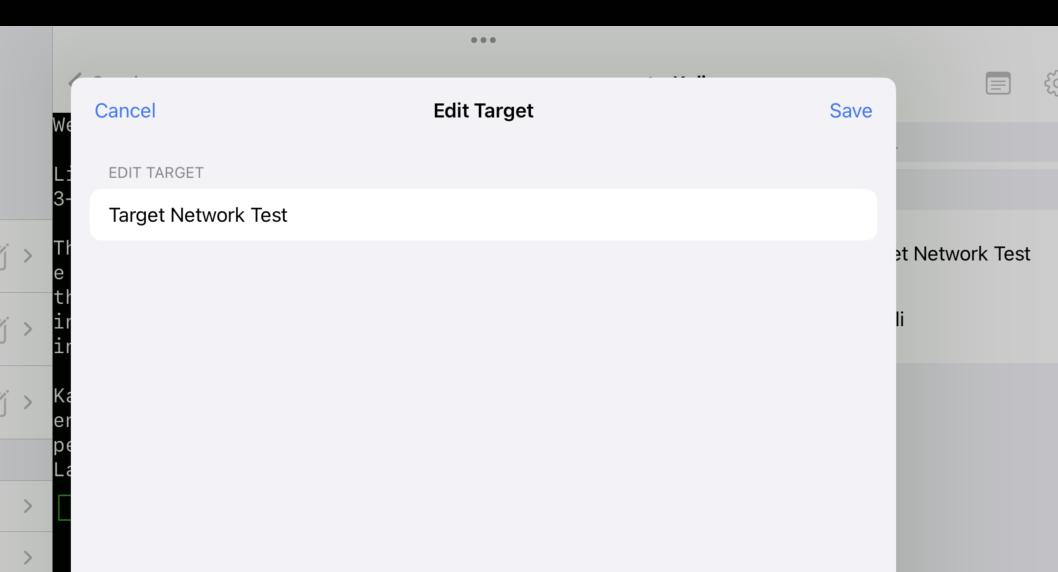 Cancel
Edit Target
Save
EDIT TARGET
Target Network Test
We
Li
3-
Th
e
th
in
in
Ka
en
pe
La
et Network Test
li